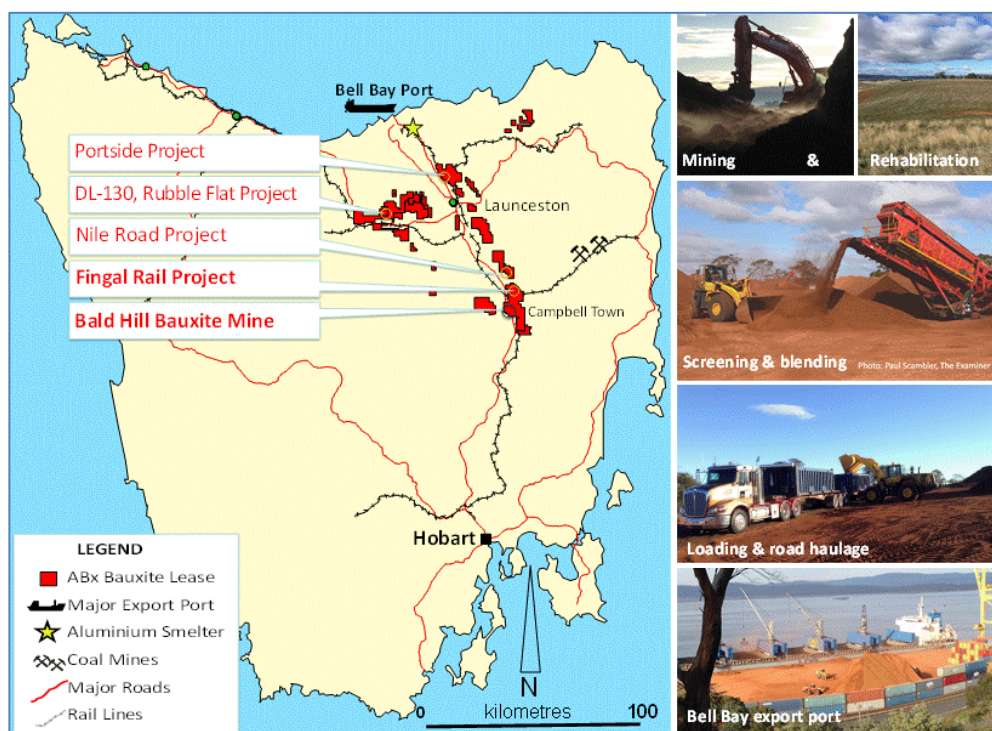 Bell Bay Port
Portside Project
DL-130, Rubble Flat Project
Launceston
Nile Road Project
Fingal Rail Project
Bald Hill Bauxite Mine
Campbell Town
Hobart
LEGEND
ABx Bauxite Lease
Major Export Port
Aluminium Smelter
Coal Mines
Major Roads
Rail Lines
N
0 kilometres 100
Mining &
Rehabilitation
Screening & blending
Photo: Paul Scambler, The Examiner
Loading & road haulage
Bell Bay export port